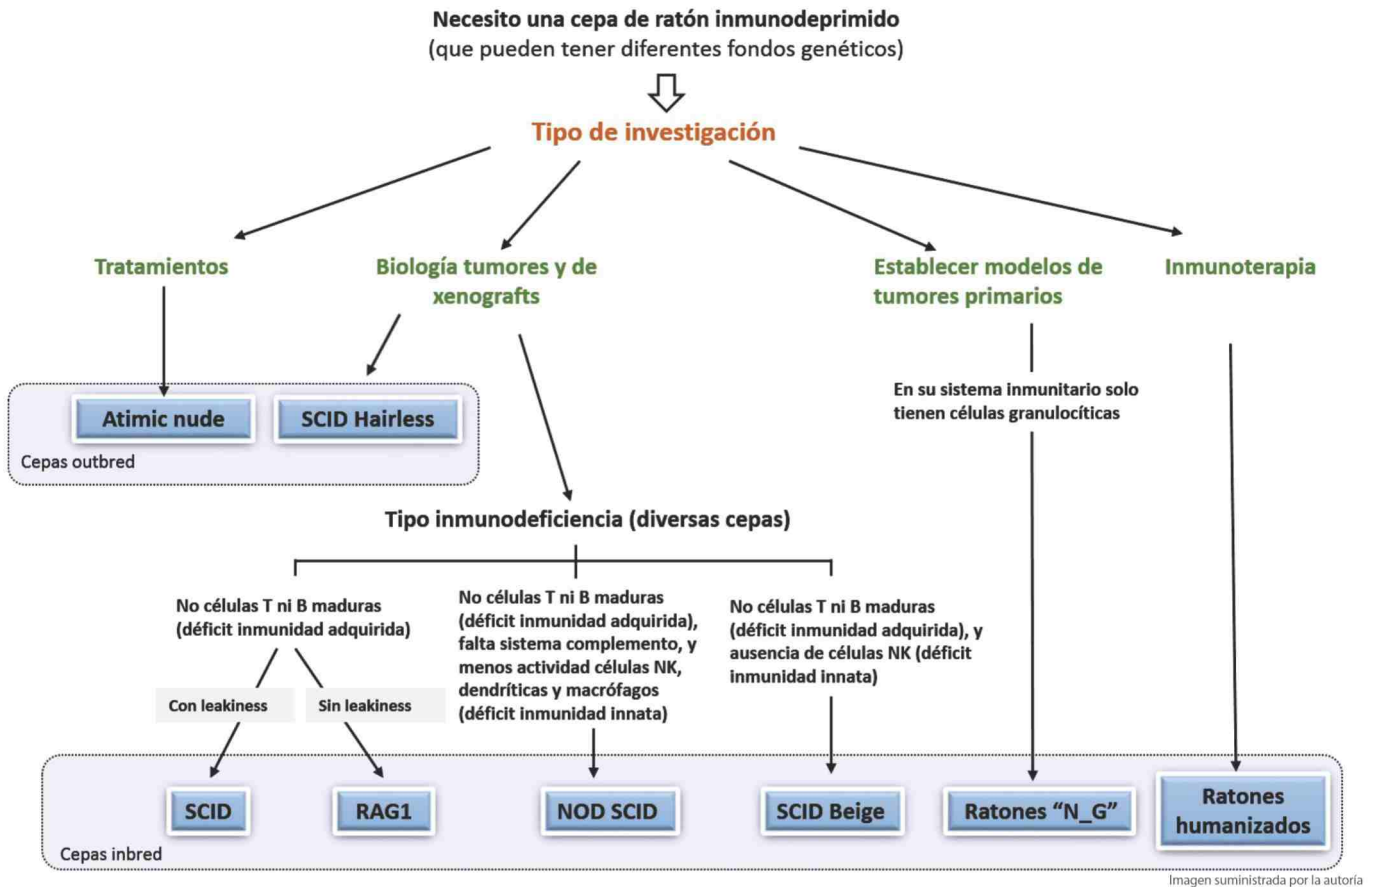 Necesito una cepa de ratón inmunodeprimido
(que pueden tener diferentes fondos genéticos)
Tipo de investigación
Tratamientos
Biología tumores y de
xenografts
Establecer modelos de
tumores primarios
Inmunoterapia
En su sistema inmunitario solo
tienen células granulocíticas
Atimic nude
SCID Hairless
Cepas outbred
Tipo inmunodeficiencia (diversas cepas)
No células T ni B maduras
(déficit inmunidad adquirida)
No células T ni B maduras
(déficit inmunidad adquirida),
falta sistema complemento, y
menos actividad células NK,
dendríticas y macrófagos
(déficit inmunidad innata)
No células T ni B maduras
(déficit inmunidad adquirida), y
ausencia de células NK (déficit
inmunidad innata)
Con leakiness
Sin leakiness
SCID
RAG1
NOD SCID
SCID Beige
Ratones “N_G”
Ratones
humanizados
Cepas inbred
Imagen suministrada por la autoría